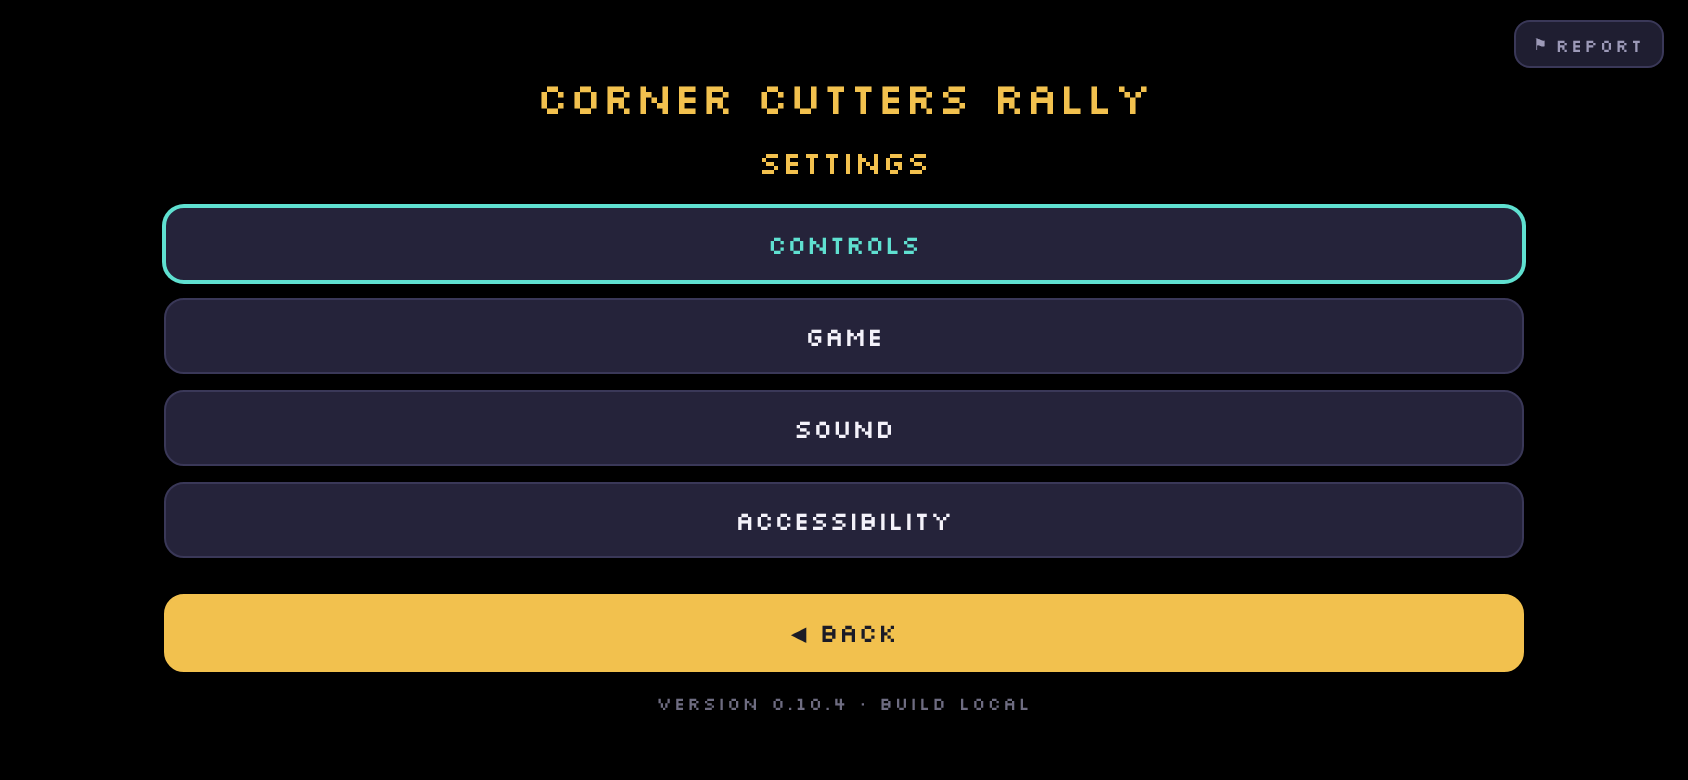 ⚑ REPORT
CORNER CUTTERS RALLY
SETTINGS
CONTROLS
GAME
SOUND
ACCESSIBILITY
◀ BACK
VERSION 0.10.4 · BUILD LOCAL